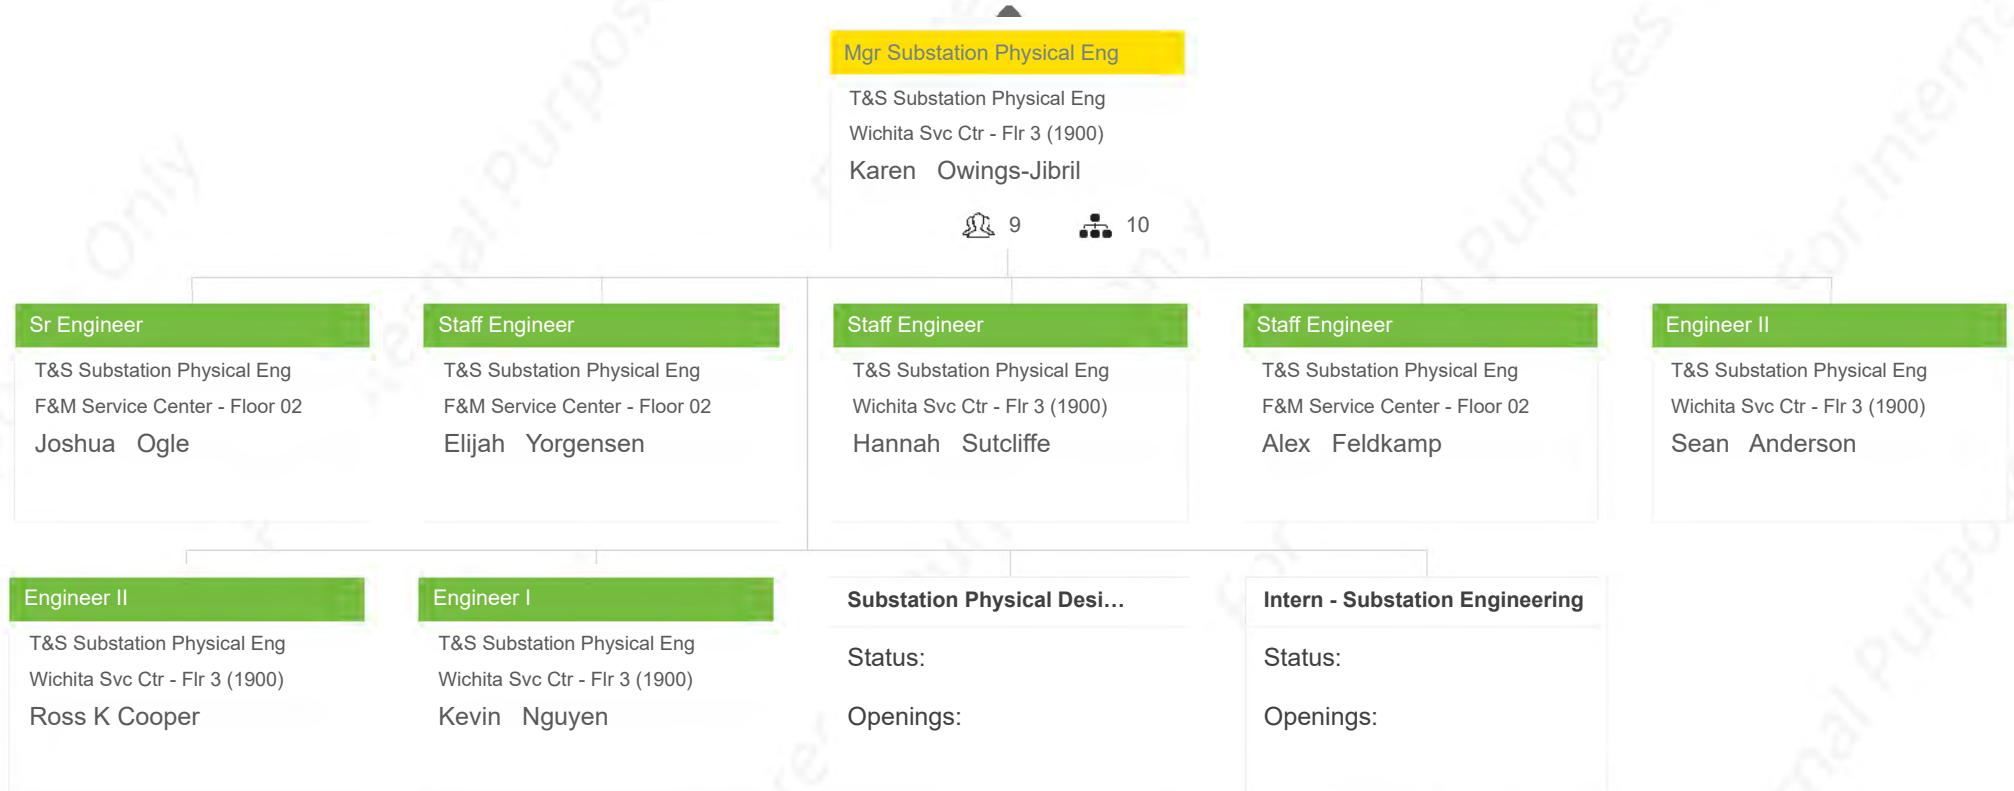 Mgr Substation Physical Eng
T&S Substation Physical Eng
Wichita Svc Ctr - Flr 3 (1900)
Karen Owings-Jibril
9 10
Sr Engineer
T&S Substation Physical Eng
F&M Service Center - Floor 02
Joshua Ogle
Staff Engineer
T&S Substation Physical Eng
F&M Service Center - Floor 02
Elijah Yorgensen
Staff Engineer
T&S Substation Physical Eng
Wichita Svc Ctr - Flr 3 (1900)
Hannah Sutcliffe
Staff Engineer
T&S Substation Physical Eng
F&M Service Center - Floor 02
Alex Feldkamp
Engineer II
T&S Substation Physical Eng
Wichita Svc Ctr - Flr 3 (1900)
Sean Anderson
Engineer II
T&S Substation Physical Eng
Wichita Svc Ctr - Flr 3 (1900)
Ross K Cooper
Engineer I
T&S Substation Physical Eng
Wichita Svc Ctr - Flr 3 (1900)
Kevin Nguyen
Substation Physical Desi…
Status:
Openings:
Intern - Substation Engineering
Status:
Openings: